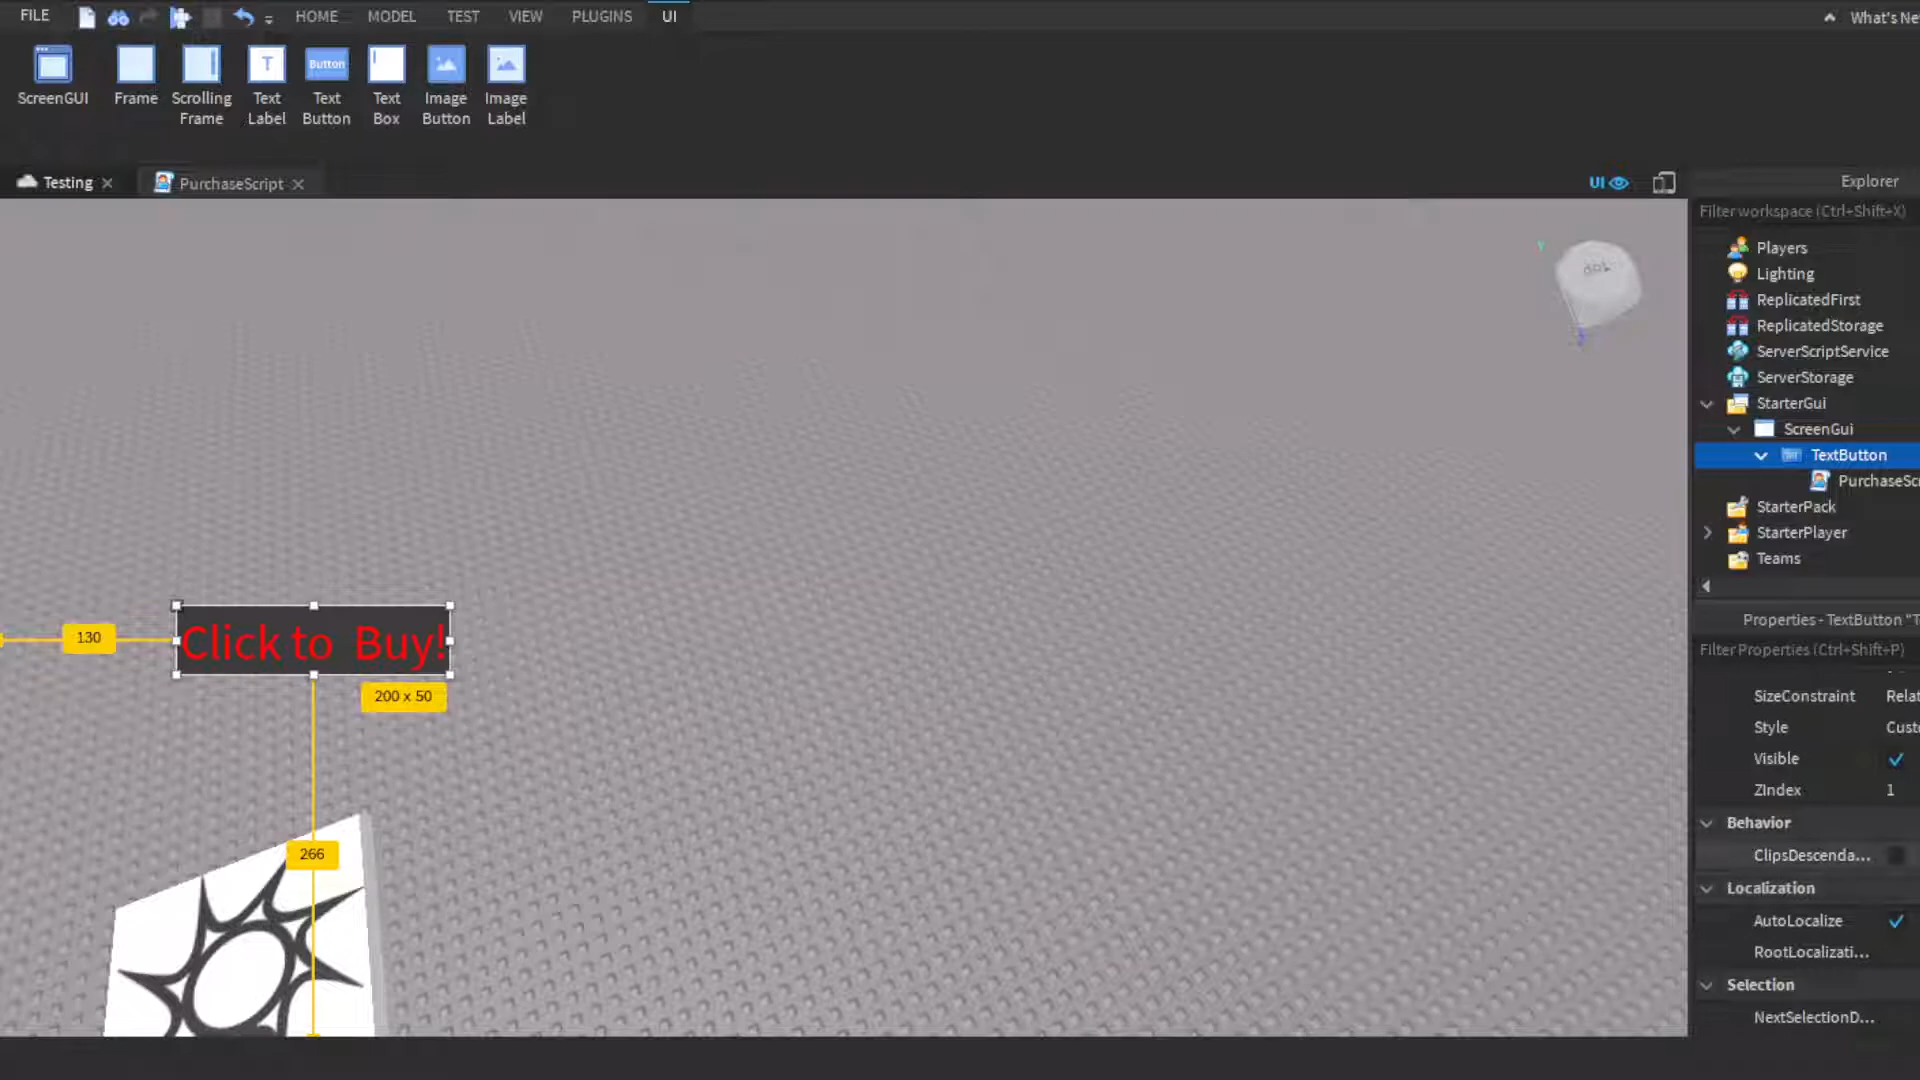 FILE
HOME
MODEL
TEST
VIEW
PLUGINS
UI
What's Ne
ScreenGUI
Frame
Scrolling
Frame
T
Text
Label
Button
Text
Button
Text
Box
Image
Button
Image
Label
Testing
PurchaseScript
UI
Explorer
Filter workspace (Ctrl+Shift+X)
Players
Lighting
ReplicatedFirst
ReplicatedStorage
ServerScriptService
ServerStorage
StarterGui
ScreenGui
TextButton
PurchaseScr
StarterPack
StarterPlayer
Teams
Y
130
Click to  Buy!
200 x 50
266
Properties - TextButton "T
Filter Properties (Ctrl+Shift+P)
SizeConstraint Relat
Style Custo
Visible
ZIndex 1
Behavior
ClipsDescenda...
Localization
AutoLocalize
RootLocalizati...
Selection
NextSelectionD...